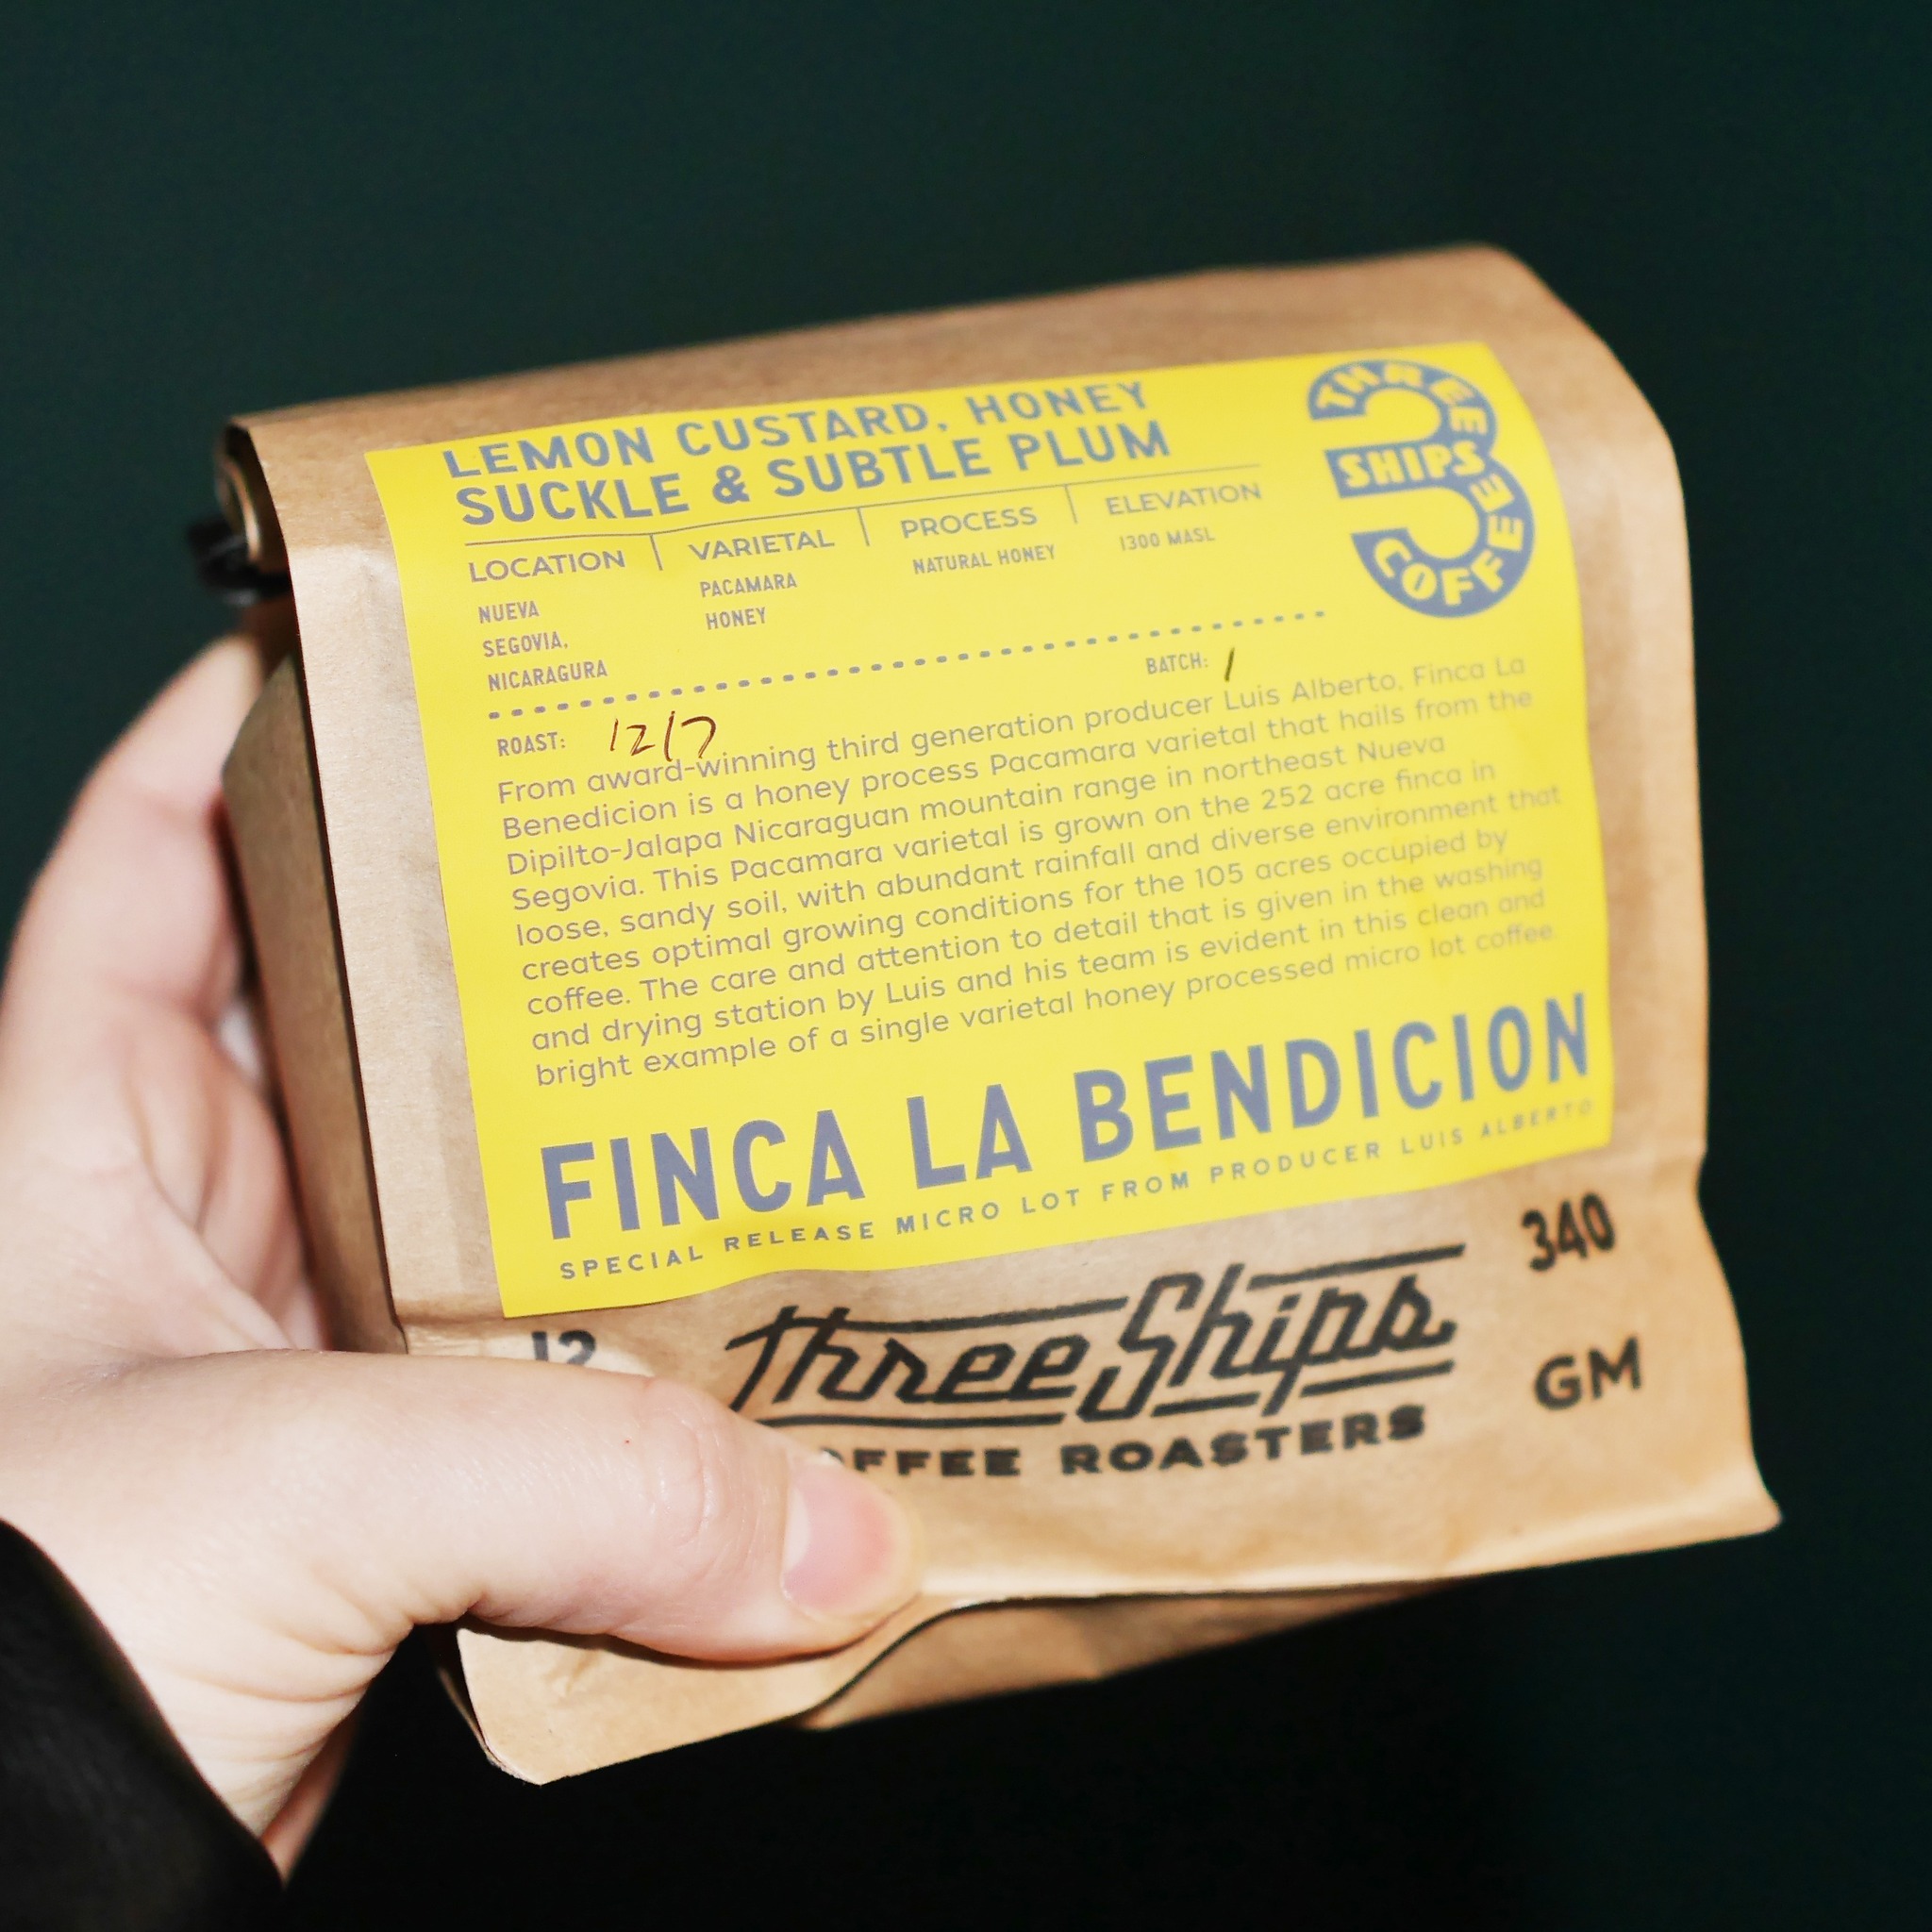 LEMON CUSTARD, HONEY
SUCKLE & SUBTLE PLUM
THREE
SHIPS
COFFEE
LOCATION
NUEVA
SEGOVIA,
NICARAGURA
VARIETAL
PACAMARA
HONEY
PROCESS
NATURAL HONEY
ELEVATION
1300 MASL
ROAST: 12/7
BATCH: 1
From award-winning third generation producer Luis Alberto, Finca La
Benedicion is a honey process Pacamara varietal that hails from the
Dipilto-Jalapa Nicaraguan mountain range in northeast Nueva
Segovia. This Pacamara varietal is grown on the 252 acre finca in
loose, sandy soil, with abundant rainfall and diverse environment that
creates optimal growing conditions for the 105 acres occupied by
coffee. The care and attention to detail that is given in the washing
and drying station by Luis and his team is evident in this clean and
bright example of a single varietal honey processed micro lot coffee.
FINCA LA BENDICION
SPECIAL RELEASE MICRO LOT FROM PRODUCER LUIS ALBERTO
12
Three Ships
OFFEE ROASTERS
340
GM